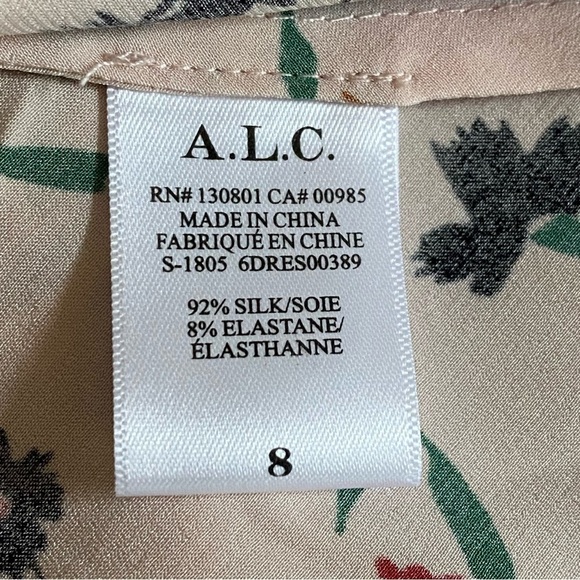 A.L.C.
RN# 130801 CA# 00985
MADE IN CHINA
FABRIQUÉ EN CHINE
S-1805 6DRES00389
92% SILK/SOIE
8% ELASTANE/
ÉLASTHANNE
8